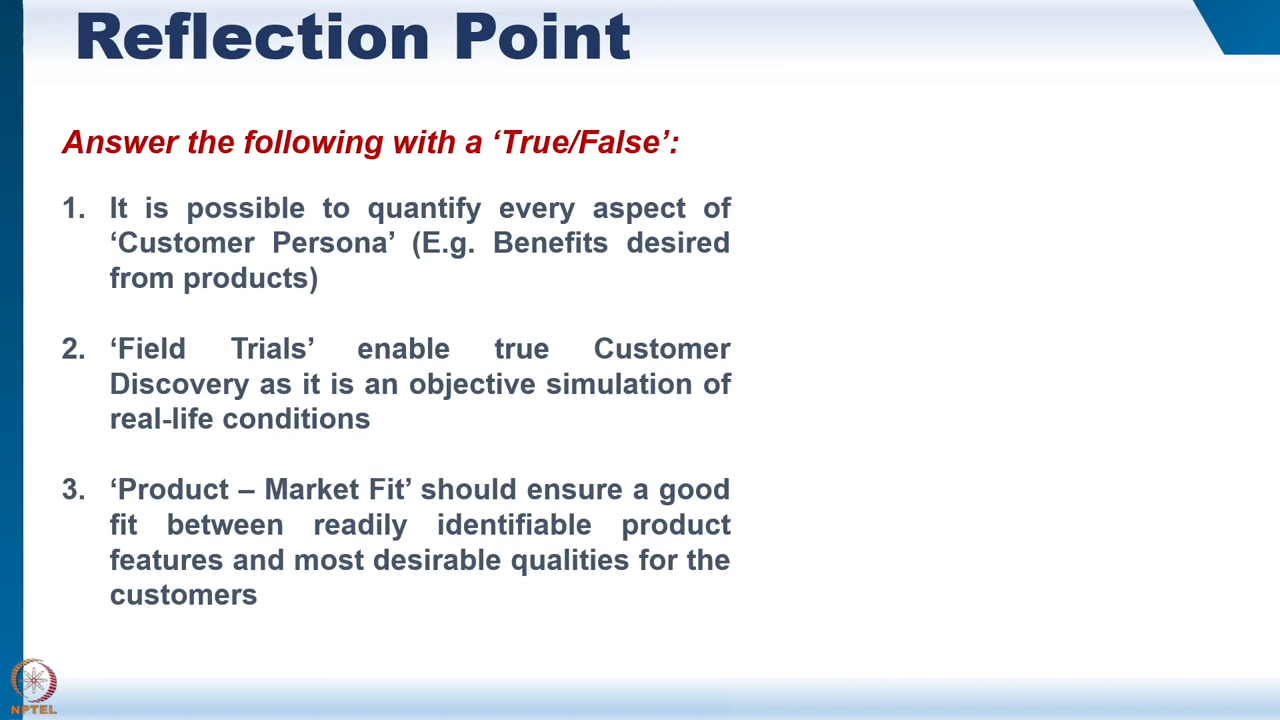 Reflection Point
Answer the following with a ‘True/False’:
1. It is possible to quantify every aspect of
‘Customer Persona’ (E.g. Benefits desired
from products)
2. ‘Field Trials’ enable true Customer
Discovery as it is an objective simulation of
real-life conditions
3. ‘Product – Market Fit’ should ensure a good
fit between readily identifiable product
features and most desirable qualities for the
customers
NPTEL